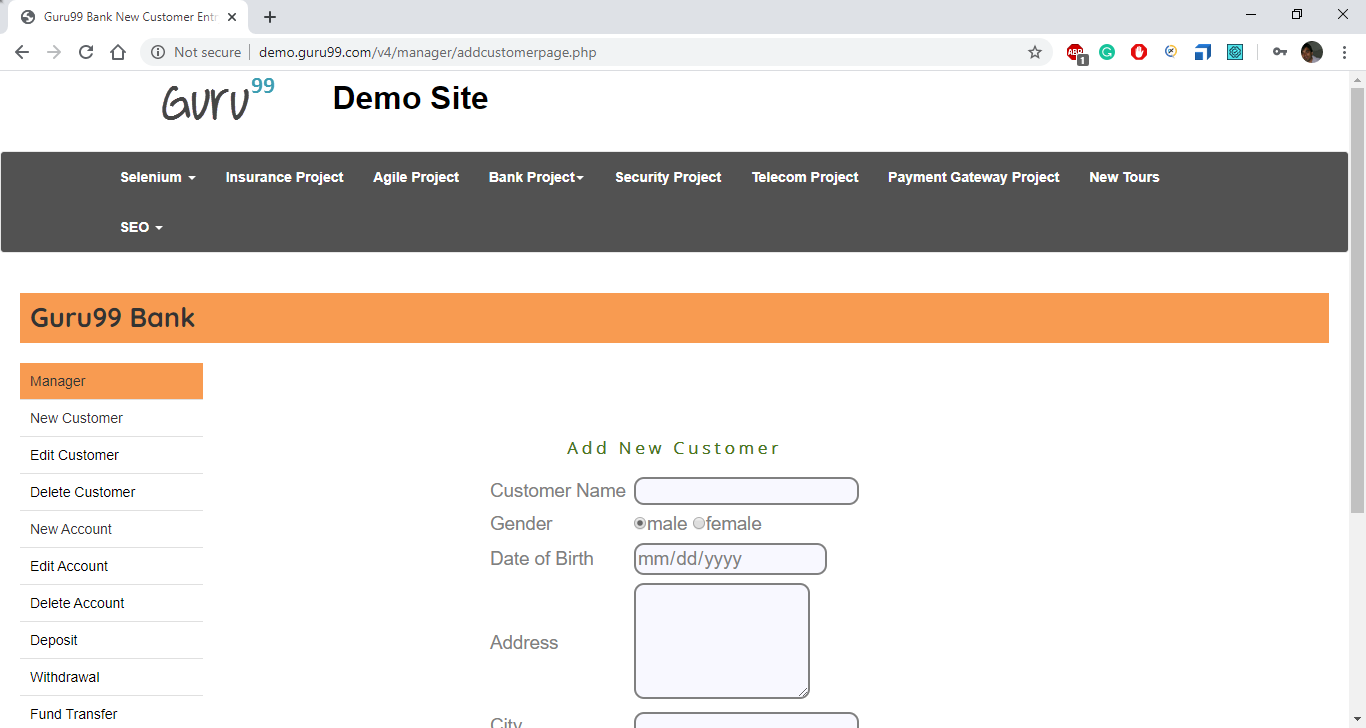 Guru99 Bank New Customer Entr
Not secure demo.guru99.com/v4/manager/addcustomerpage.php
ABP
1
Guru99
Demo Site
Selenium Insurance Project Agile Project Bank Project Security Project Telecom Project Payment Gateway Project New Tours
SEO
Guru99 Bank
Manager
New Customer
Edit Customer
Delete Customer
New Account
Edit Account
Delete Account
Deposit
Withdrawal
Fund Transfer
Add New Customer
Customer Name
Gender male female
Date of Birth mm/dd/yyyy
Address
City